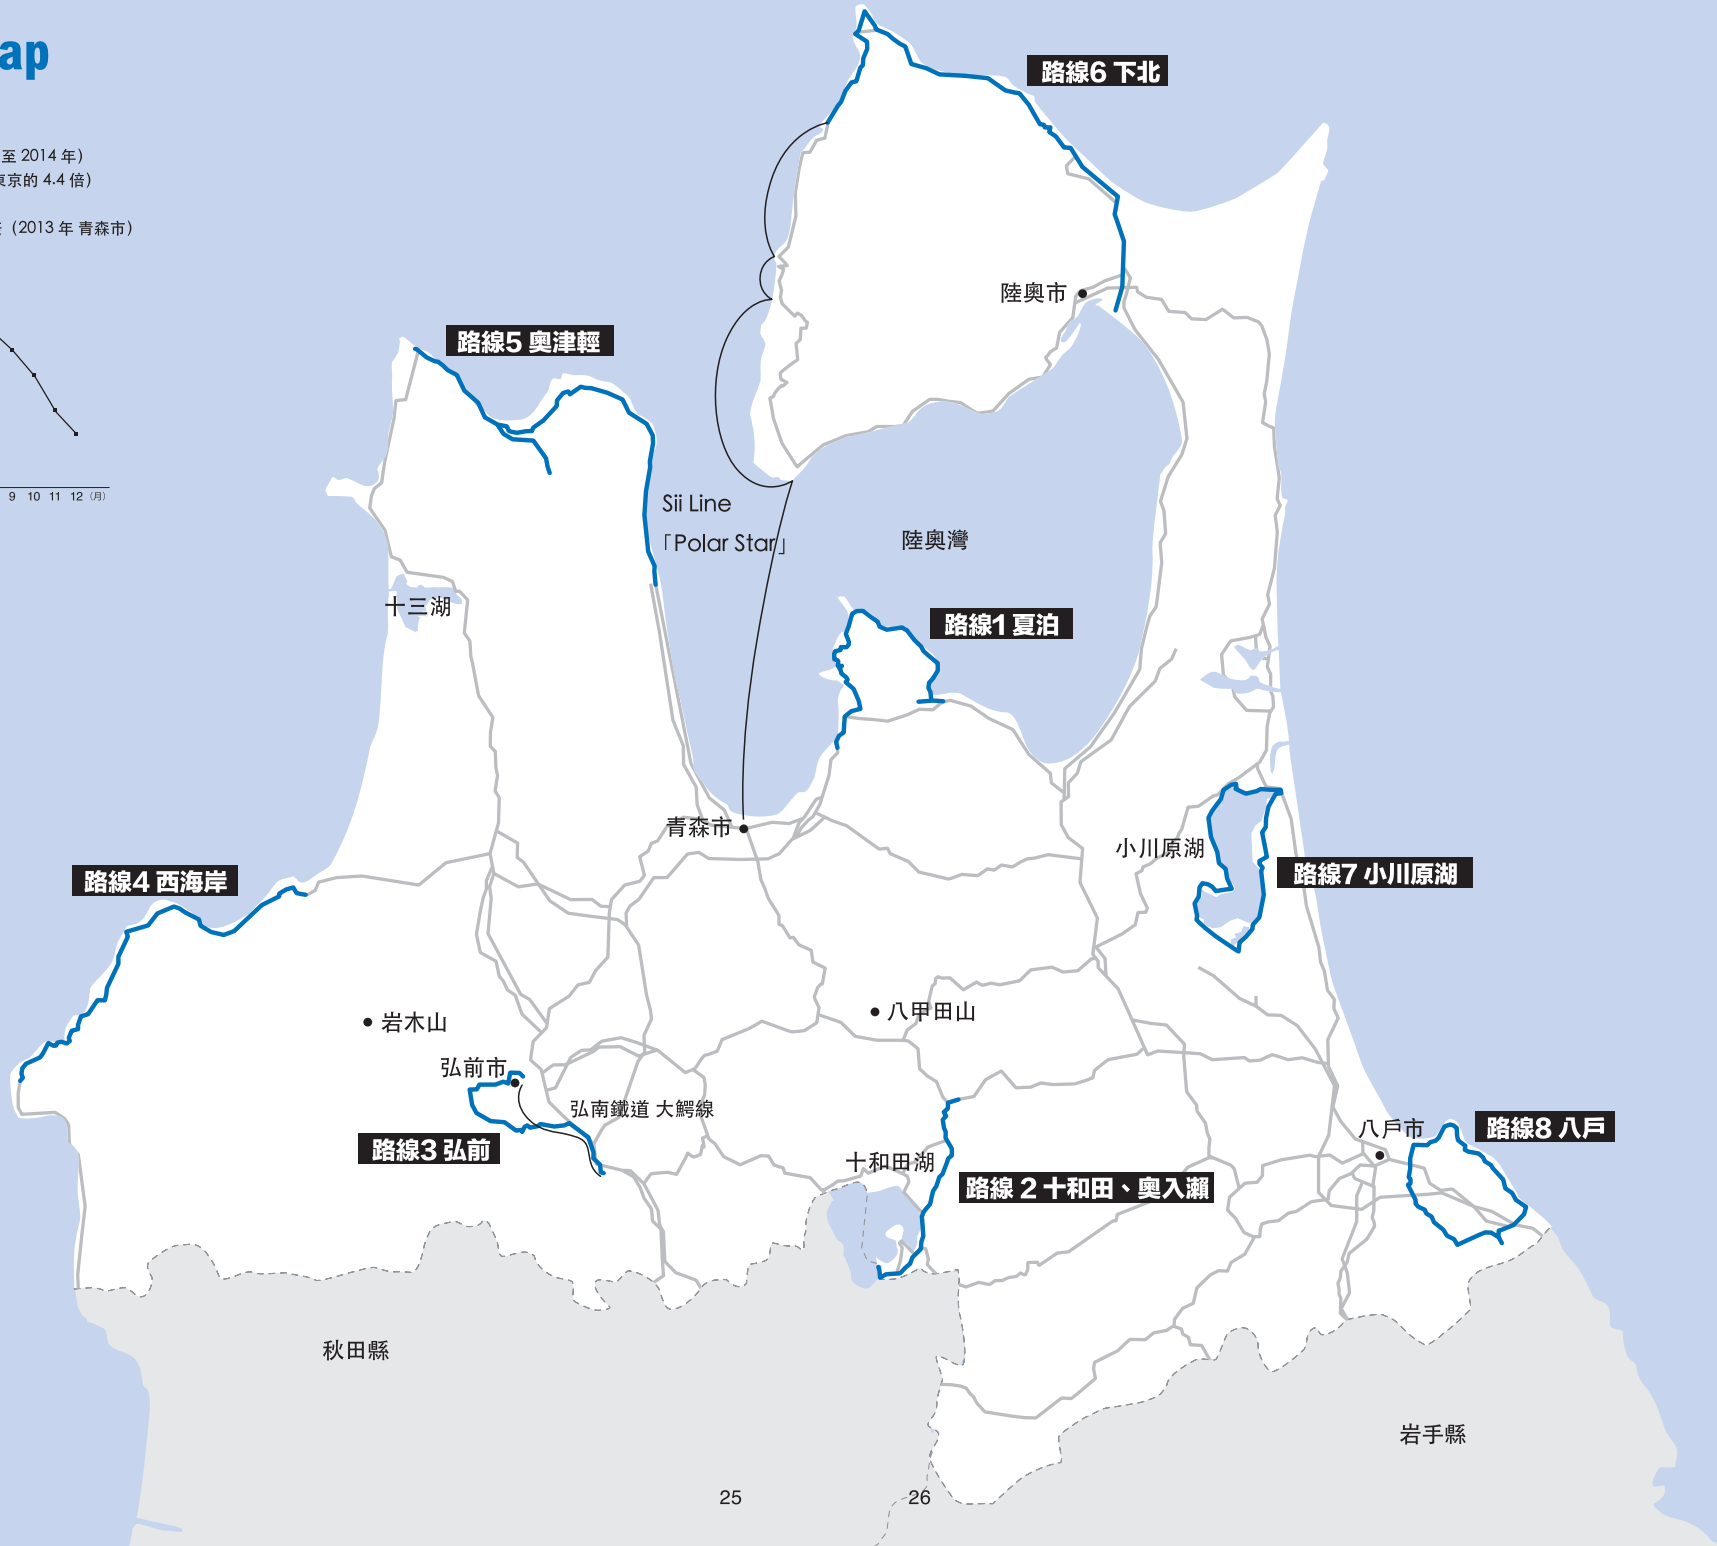 ap
至 2014 年）
東京的 4.4 倍）
（2013 年 青森市）
9 10 11 12（月）
路線6 下北
陸奧市
路線5 奧津輕
Sii Line
「Polar Star」
陸奧灣
十三湖
路線1 夏泊
青森市
小川原湖
路線7 小川原湖
路線4 西海岸
岩木山
八甲田山
弘前市
弘南鐵道 大鰐線
路線3 弘前
十和田湖
路線 2 十和田、奧入瀨
八戶市
路線8 八戶
秋田縣
岩手縣
25
26